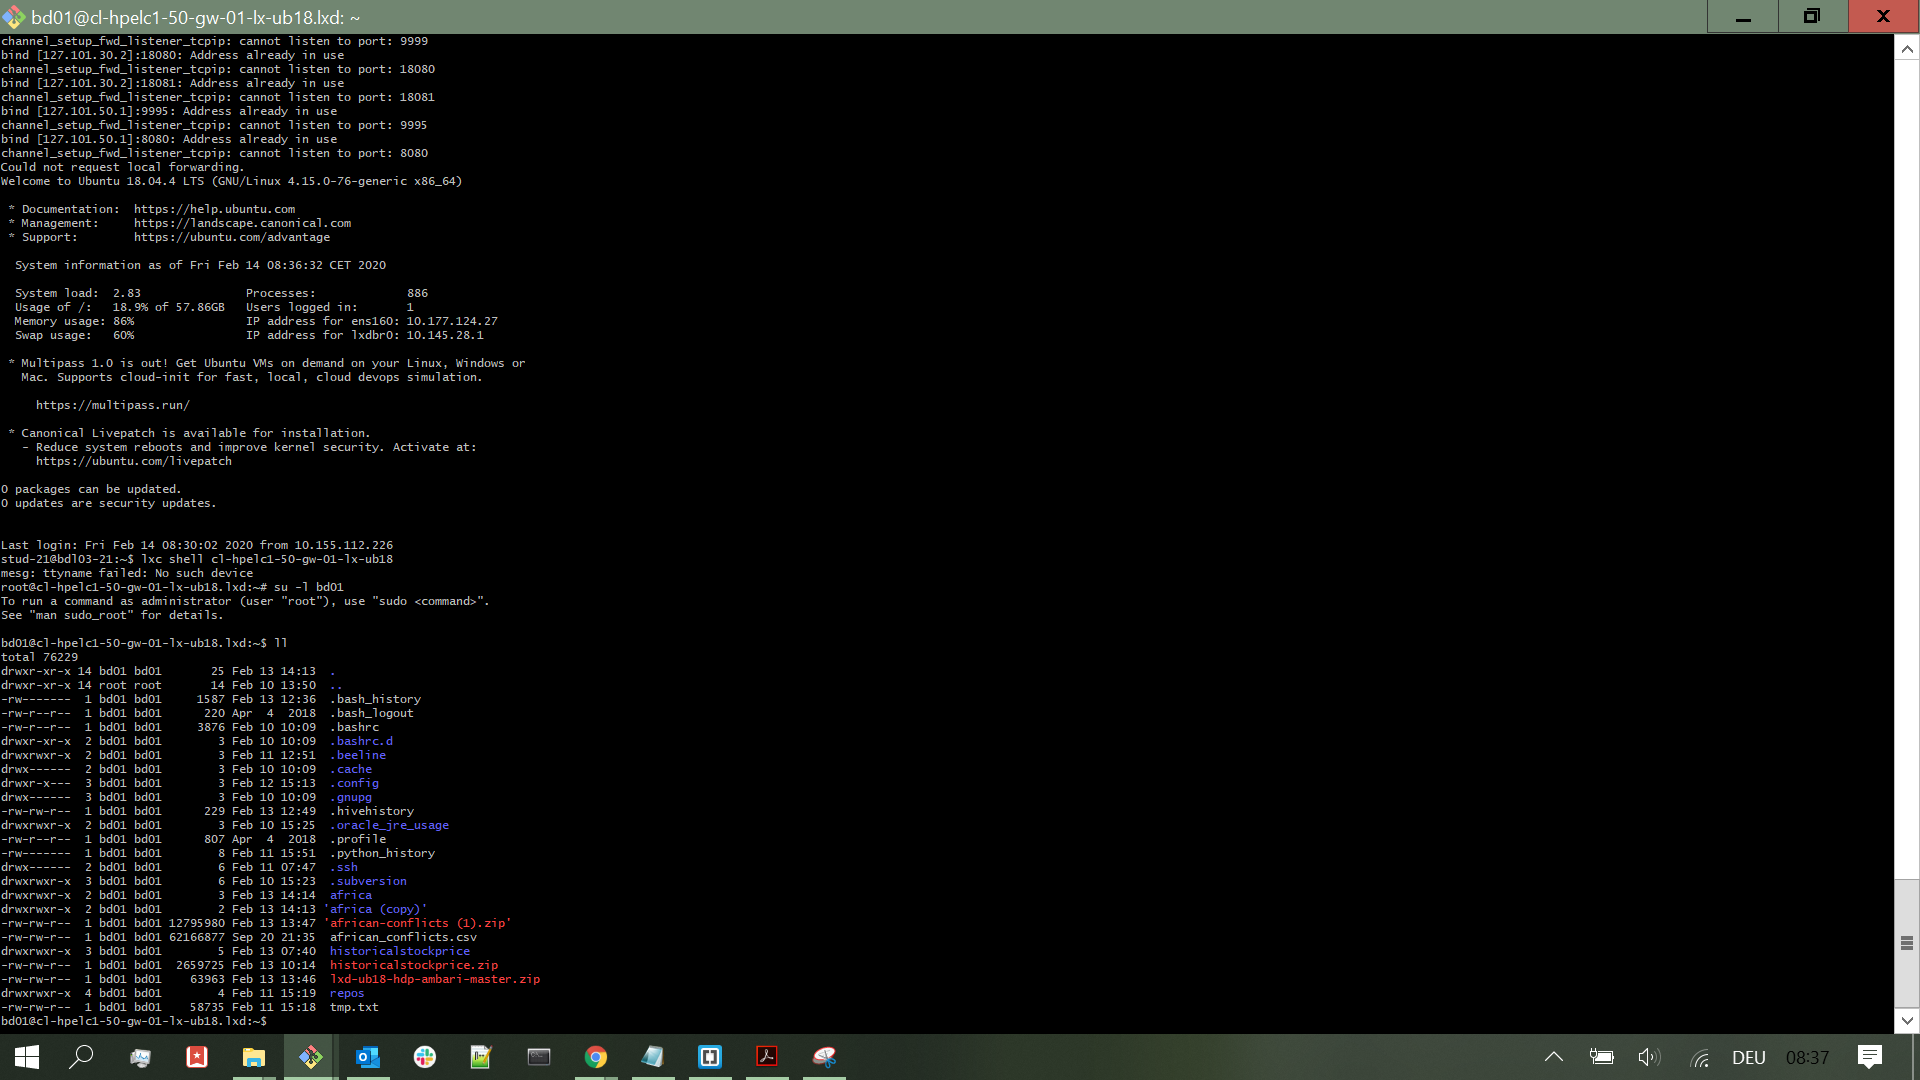 bd01@cl-hpelc1-50-gw-01-lx-ub18.lxd: ~
channel_setup_fwd_listener_tcpip: cannot listen to port: 9999
bind [127.101.30.2]:18080: Address already in use
channel_setup_fwd_listener_tcpip: cannot listen to port: 18080
bind [127.101.30.2]:18081: Address already in use
channel_setup_fwd_listener_tcpip: cannot listen to port: 18081
bind [127.101.50.1]:9995: Address already in use
channel_setup_fwd_listener_tcpip: cannot listen to port: 9995
bind [127.101.50.1]:8080: Address already in use
channel_setup_fwd_listener_tcpip: cannot listen to port: 8080
Could not request local forwarding.
Welcome to Ubuntu 18.04.4 LTS (GNU/Linux 4.15.0-76-generic x86_64)
* Documentation:  https://help.ubuntu.com
* Management:     https://landscape.canonical.com
* Support:        https://ubuntu.com/advantage
System information as of Fri Feb 14 08:36:32 CET 2020
System load:  2.83               Processes:             886
Usage of /:   18.9% of 57.86GB   Users logged in:       1
Memory usage: 86%                IP address for ens160: 10.177.124.27
Swap usage:   60%                IP address for lxdbr0: 10.145.28.1
* Multipass 1.0 is out! Get Ubuntu VMs on demand on your Linux, Windows or
Mac. Supports cloud-init for fast, local, cloud devops simulation.
https://multipass.run/
* Canonical Livepatch is available for installation.
- Reduce system reboots and improve kernel security. Activate at:
https://ubuntu.com/livepatch
0 packages can be updated.
0 updates are security updates.
Last login: Fri Feb 14 08:30:02 2020 from 10.155.112.226
stud-21@bdl03-21:~$ lxc shell cl-hpelc1-50-gw-01-lx-ub18
mesg: ttyname failed: No such device
root@cl-hpelc1-50-gw-01-lx-ub18.lxd:~# su -l bd01
To run a command as administrator (user "root"), use "sudo <command>".
See "man sudo_root" for details.
bd01@cl-hpelc1-50-gw-01-lx-ub18.lxd:~$ ll
total 76229
drwxr-xr-x 14 bd01 bd01       25 Feb 13 14:13  .
drwxr-xr-x 14 root root       14 Feb 10 13:50  ..
-rw-------  1 bd01 bd01     1587 Feb 13 12:36  .bash_history
-rw-r--r--  1 bd01 bd01      220 Apr  4  2018  .bash_logout
-rw-r--r--  1 bd01 bd01     3876 Feb 10 10:09  .bashrc
drwxr-xr-x  2 bd01 bd01        3 Feb 10 10:09  .bashrc.d
drwxrwxr-x  2 bd01 bd01        3 Feb 11 12:51  .beeline
drwx------  2 bd01 bd01        3 Feb 10 10:09  .cache
drwxr-x---  3 bd01 bd01        3 Feb 12 15:13  .config
drwx------  3 bd01 bd01        3 Feb 10 10:09  .gnupg
-rw-rw-r--  1 bd01 bd01      229 Feb 13 12:49  .hivehistory
drwxrwxr-x  2 bd01 bd01        3 Feb 10 15:25  .oracle_jre_usage
-rw-r--r--  1 bd01 bd01      807 Apr  4  2018  .profile
-rw-------  1 bd01 bd01        8 Feb 11 15:51  .python_history
drwx------  2 bd01 bd01        6 Feb 11 07:47  .ssh
drwxrwxr-x  3 bd01 bd01        6 Feb 10 15:23  .subversion
drwxrwxr-x  2 bd01 bd01        3 Feb 13 14:14  africa
drwxrwxr-x  2 bd01 bd01        2 Feb 13 14:13 'africa (copy)'
-rw-rw-r--  1 bd01 bd01 12795980 Feb 13 13:47 'african-conflicts (1).zip'
-rw-rw-r--  1 bd01 bd01 62166877 Sep 20 21:35  african_conflicts.csv
drwxrwxr-x  3 bd01 bd01        5 Feb 13 07:40  historicalstockprice
-rw-rw-r--  1 bd01 bd01  2659725 Feb 13 10:14  historicalstockprice.zip
-rw-rw-r--  1 bd01 bd01    63963 Feb 13 13:46  lxd-ub18-hdp-ambari-master.zip
drwxrwxr-x  4 bd01 bd01        4 Feb 11 15:19  repos
-rw-rw-r--  1 bd01 bd01    58735 Feb 11 15:18  tmp.txt
bd01@cl-hpelc1-50-gw-01-lx-ub18.lxd:~$
DEU 08:37